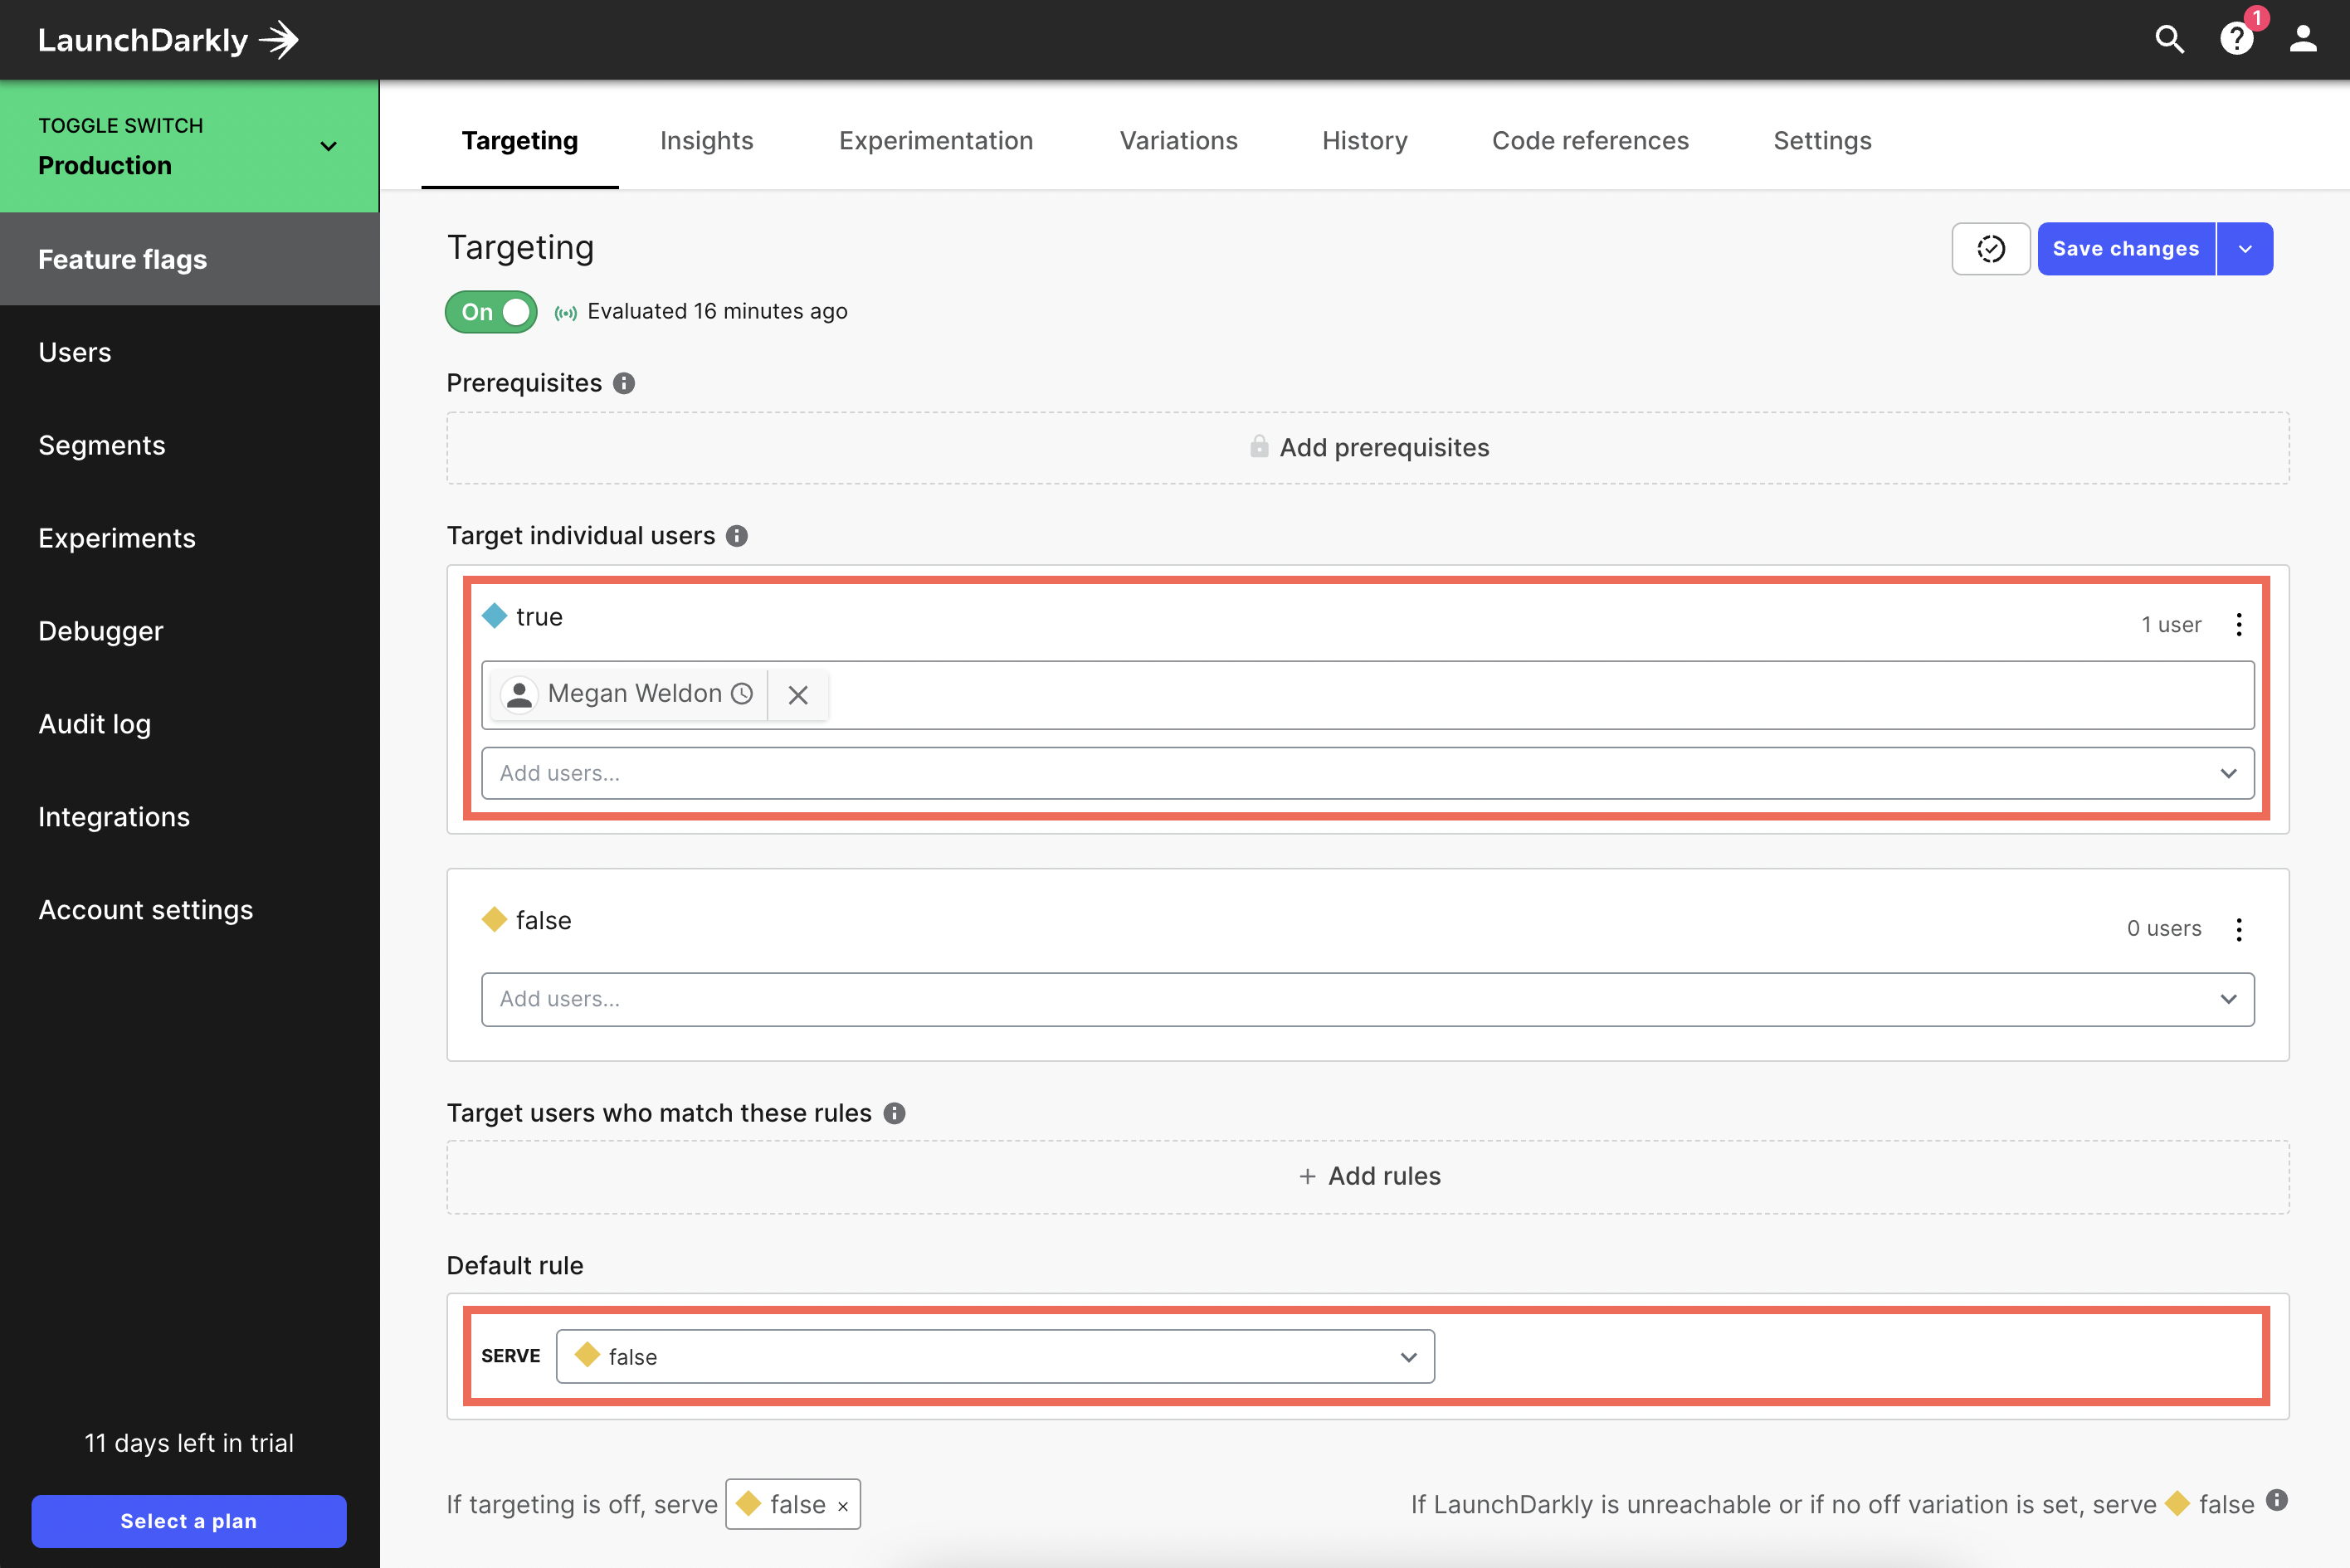 LaunchDarkly
1
TOGGLE SWITCH
Production
Feature flags
Users
Segments
Experiments
Debugger
Audit log
Integrations
Account settings
11 days left in trial
Select a plan
Targeting Insights Experimentation Variations History Code references Settings
Targeting
Save changes
On Evaluated 16 minutes ago
Prerequisites
Add prerequisites
Target individual users
true 1 user
Megan Weldon
Add users...
false 0 users
Add users...
Target users who match these rules
+ Add rules
Default rule
SERVE false
If targeting is off, serve false × If LaunchDarkly is unreachable or if no off variation is set, serve false